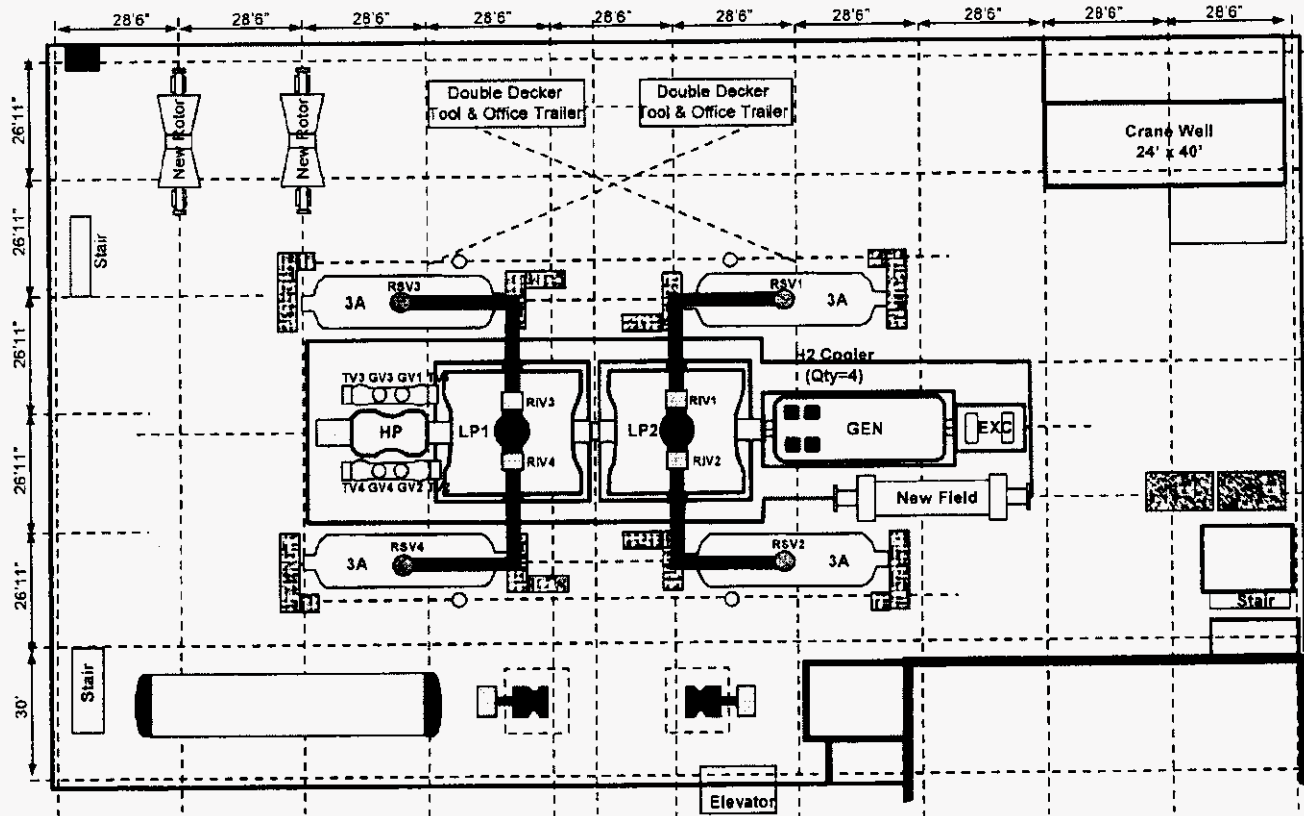 28'6" 28'6" 28'6" 28'6" 28'6" 28'6" 28'6" 28'6" 28'6" 28'6"
26'11"
26'11"
26'11"
26'11"
26'11"
30'
New Rotor
New Rotor
Double Decker
Tool & Office Trailer
Double Decker
Tool & Office Trailer
Crane Well
24' x 40'
Stair
RSV3
3A
RSV1
3A
H2 Cooler
(Qty=4)
TV3 GV3 GV1
RIV3
RIV1
HP
LP1
LP2
GEN
EXC
RIV4
RIV2
TV4 GV4 GV2 TV2
New Field
RSV4
3A
RSV2
3A
Stair
Stair
Elevator